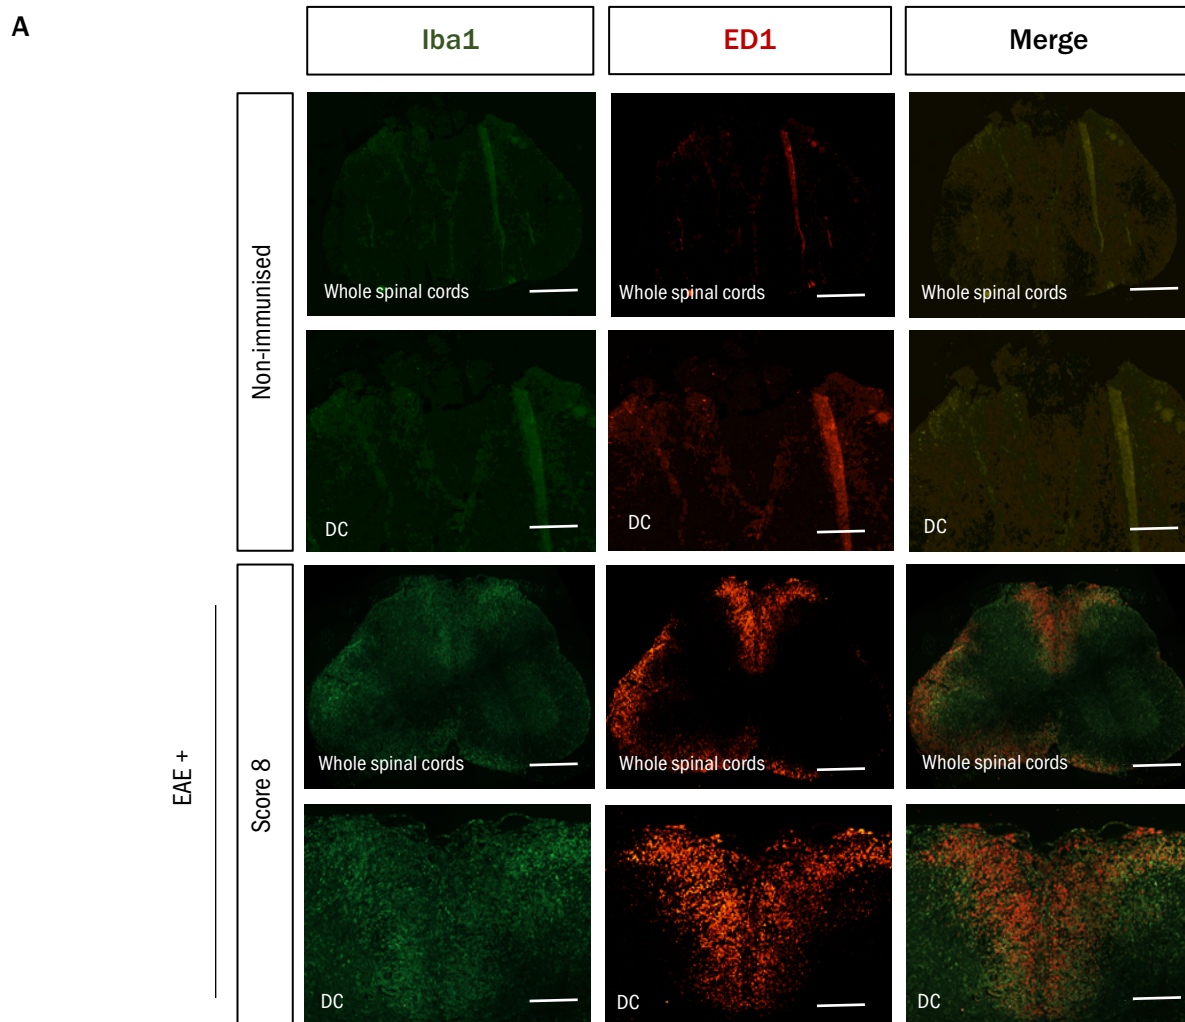 A
Iba1
ED1
Merge
Non-immunised
Whole spinal cords
Whole spinal cords
Whole spinal cords
DC
DC
DC
EAE +
Score 8
Whole spinal cords
Whole spinal cords
Whole spinal cords
DC
DC
DC